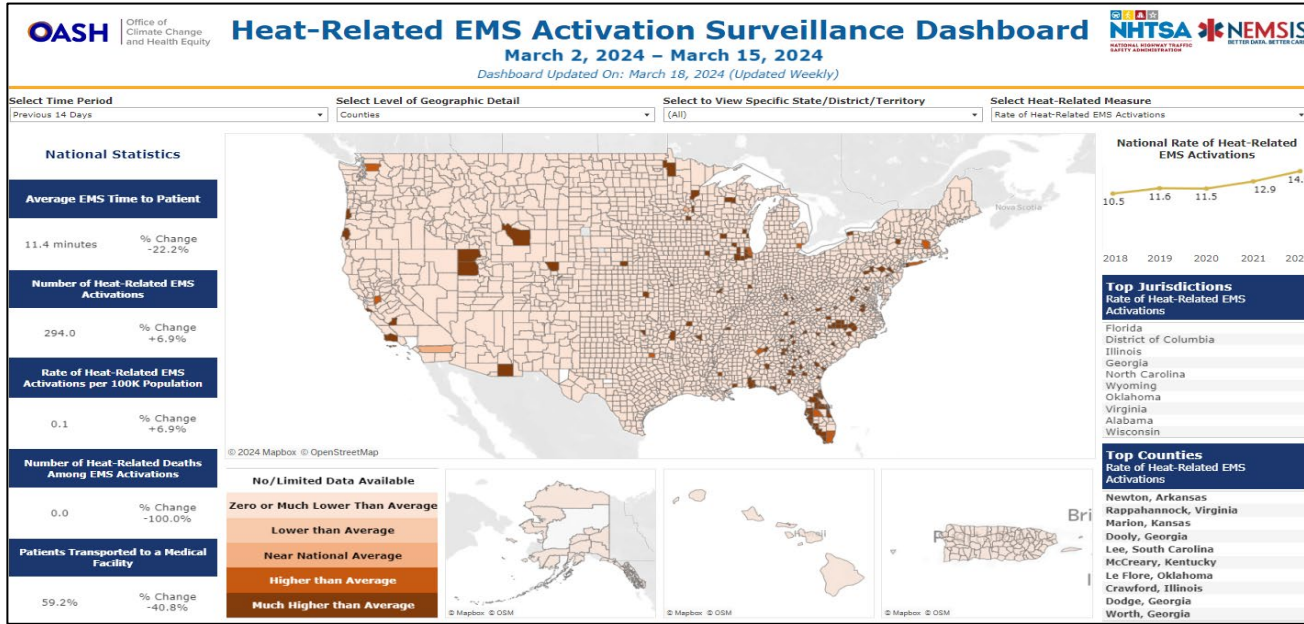 OASH
Office of
Climate Change
and Health Equity
Heat-Related EMS Activation Surveillance Dashboard
March 2, 2024 – March 15, 2024
Dashboard Updated On: March 18, 2024 (Updated Weekly)
NHTSA
NATIONAL HIGHWAY TRAFFIC
SAFETY ADMINISTRATION
NEMSIS
BETTER DATA. BETTER CARE
Select Time Period
Previous 14 Days
Select Level of Geographic Detail
Counties
Select to View Specific State/District/Territory
(All)
Select Heat-Related Measure
Rate of Heat-Related EMS Activations
National Statistics
Average EMS Time to Patient
11.4 minutes
% Change
-22.2%
Number of Heat-Related EMS
Activations
294.0
% Change
+6.9%
Rate of Heat-Related EMS
Activations per 100K Population
0.1
% Change
+6.9%
Number of Heat-Related Deaths
Among EMS Activations
0.0
% Change
-100.0%
Patients Transported to a Medical
Facility
59.2%
% Change
-40.8%
Nova Scotia
© 2024 Mapbox © OpenStreetMap
No/Limited Data Available
Zero or Much Lower Than Average
Lower than Average
Near National Average
Higher than Average
Much Higher than Average
© Mapbox © OSM
© Mapbox © OSM
Bri
© Mapbox © OSM
National Rate of Heat-Related
EMS Activations
10.5
11.6
11.5
12.9
14.
2018
2019
2020
2021
202
Top Jurisdictions
Rate of Heat-Related EMS
Activations
Florida
District of Columbia
Illinois
Georgia
North Carolina
Wyoming
Oklahoma
Virginia
Alabama
Wisconsin
Top Counties
Rate of Heat-Related EMS
Activations
Newton, Arkansas
Rappahannock, Virginia
Marion, Kansas
Dooly, Georgia
Lee, South Carolina
McCreary, Kentucky
Le Flore, Oklahoma
Crawford, Illinois
Dodge, Georgia
Worth, Georgia